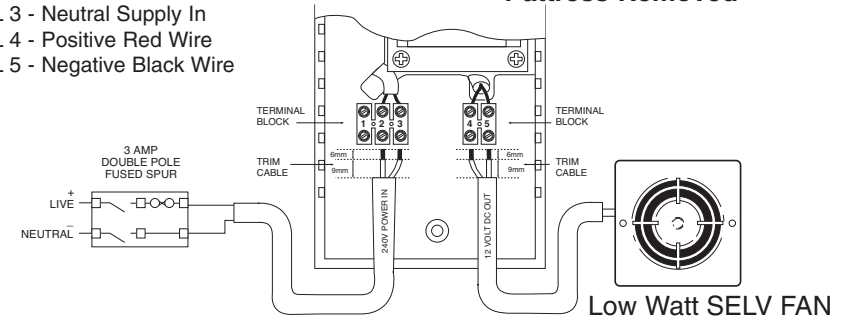 L 3 - Neutral Supply In
L 4 - Positive Red Wire
L 5 - Negative Black Wire
TERMINAL
BLOCK
1 2 3
4 5
TERMINAL
BLOCK
3 AMP
DOUBLE POLE
FUSED SPUR
TRIM
CABLE
6mm
9mm
6mm
9mm
TRIM
CABLE
+
LIVE
–
NEUTRAL
240V POWER IN
12 VOLT DC OUT
Low Watt SELV FAN